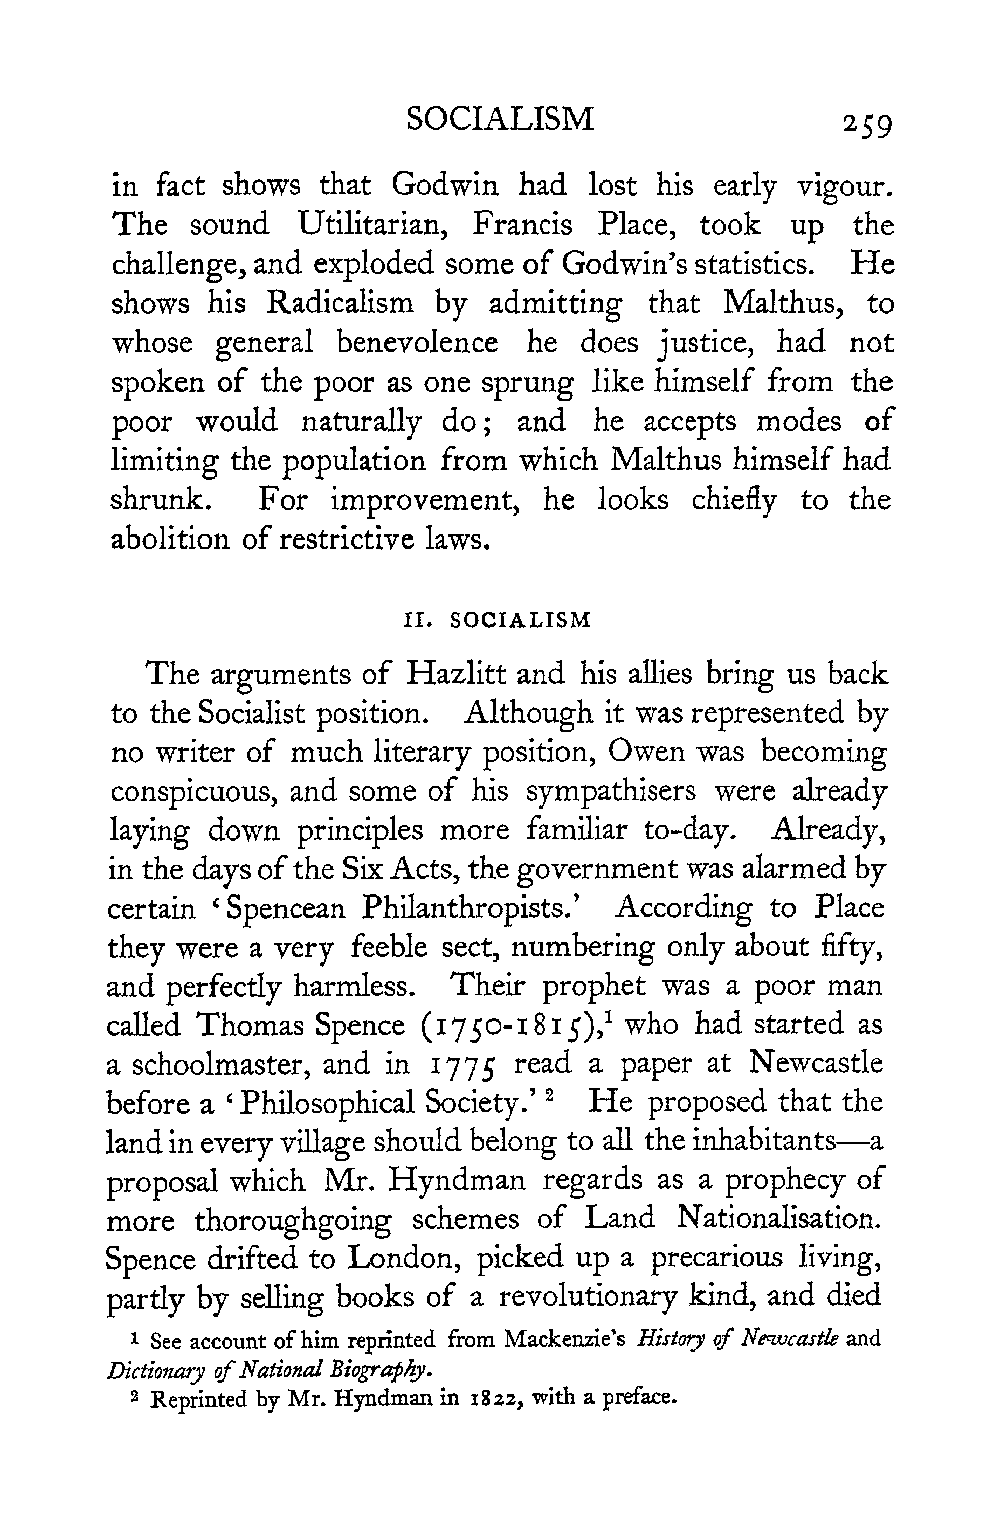 SOCIALISM 259
in fact shows that Godwin had lost his early vigour.
The sound Utilitarian, Francis Place, took up the
challenge, and exploded some of Godwin's statistics. He
shows his Radicalism by admitting that Malthus, to
whose general benevolence he does justice, had not
spoken of the poor as one sprung like himself from the
poor would naturally do; and he accepts modes of
limiting the population from which Malthus himself had
shrunk. For improvement, he looks chiefly to the
abolition of restrictive laws.
II. SOCIALISM
The arguments of Hazlitt and his allies bring us back
to the Socialist position. Although it was represented by
no writer of much literary position, Owen was becoming
conspicuous, and some of his sympathisers were already
laying down principles more familiar to-day. Already,
in the days of the Six Acts, the government was alarmed by
certain ‘Spencean Philanthropists.’ According to Place
they were a very feeble sect, numbering only about fifty,
and perfectly harmless. Their prophet was a poor man
called Thomas Spence (1750-1815),¹ who had started as
a schoolmaster, and in 1775 read a paper at Newcastle
before a ‘Philosophical Society.’ ² He proposed that the
land in every village should belong to all the inhabitants—a
proposal which Mr. Hyndman regards as a prophecy of
more thoroughgoing schemes of Land Nationalisation.
Spence drifted to London, picked up a precarious living,
partly by selling books of a revolutionary kind, and died
¹ See account of him reprinted from Mackenzie's History of Newcastle and
Dictionary of National Biography.
² Reprinted by Mr. Hyndman in 1822, with a preface.